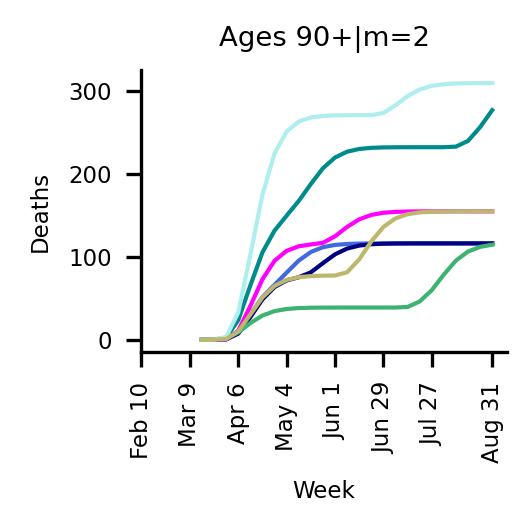 Ages 90+|m=2
Deaths
300
200
100
0
Feb 10
Mar 9
Apr 6
May 4
Jun 1
Jun 29
Jul 27
Aug 31
Week